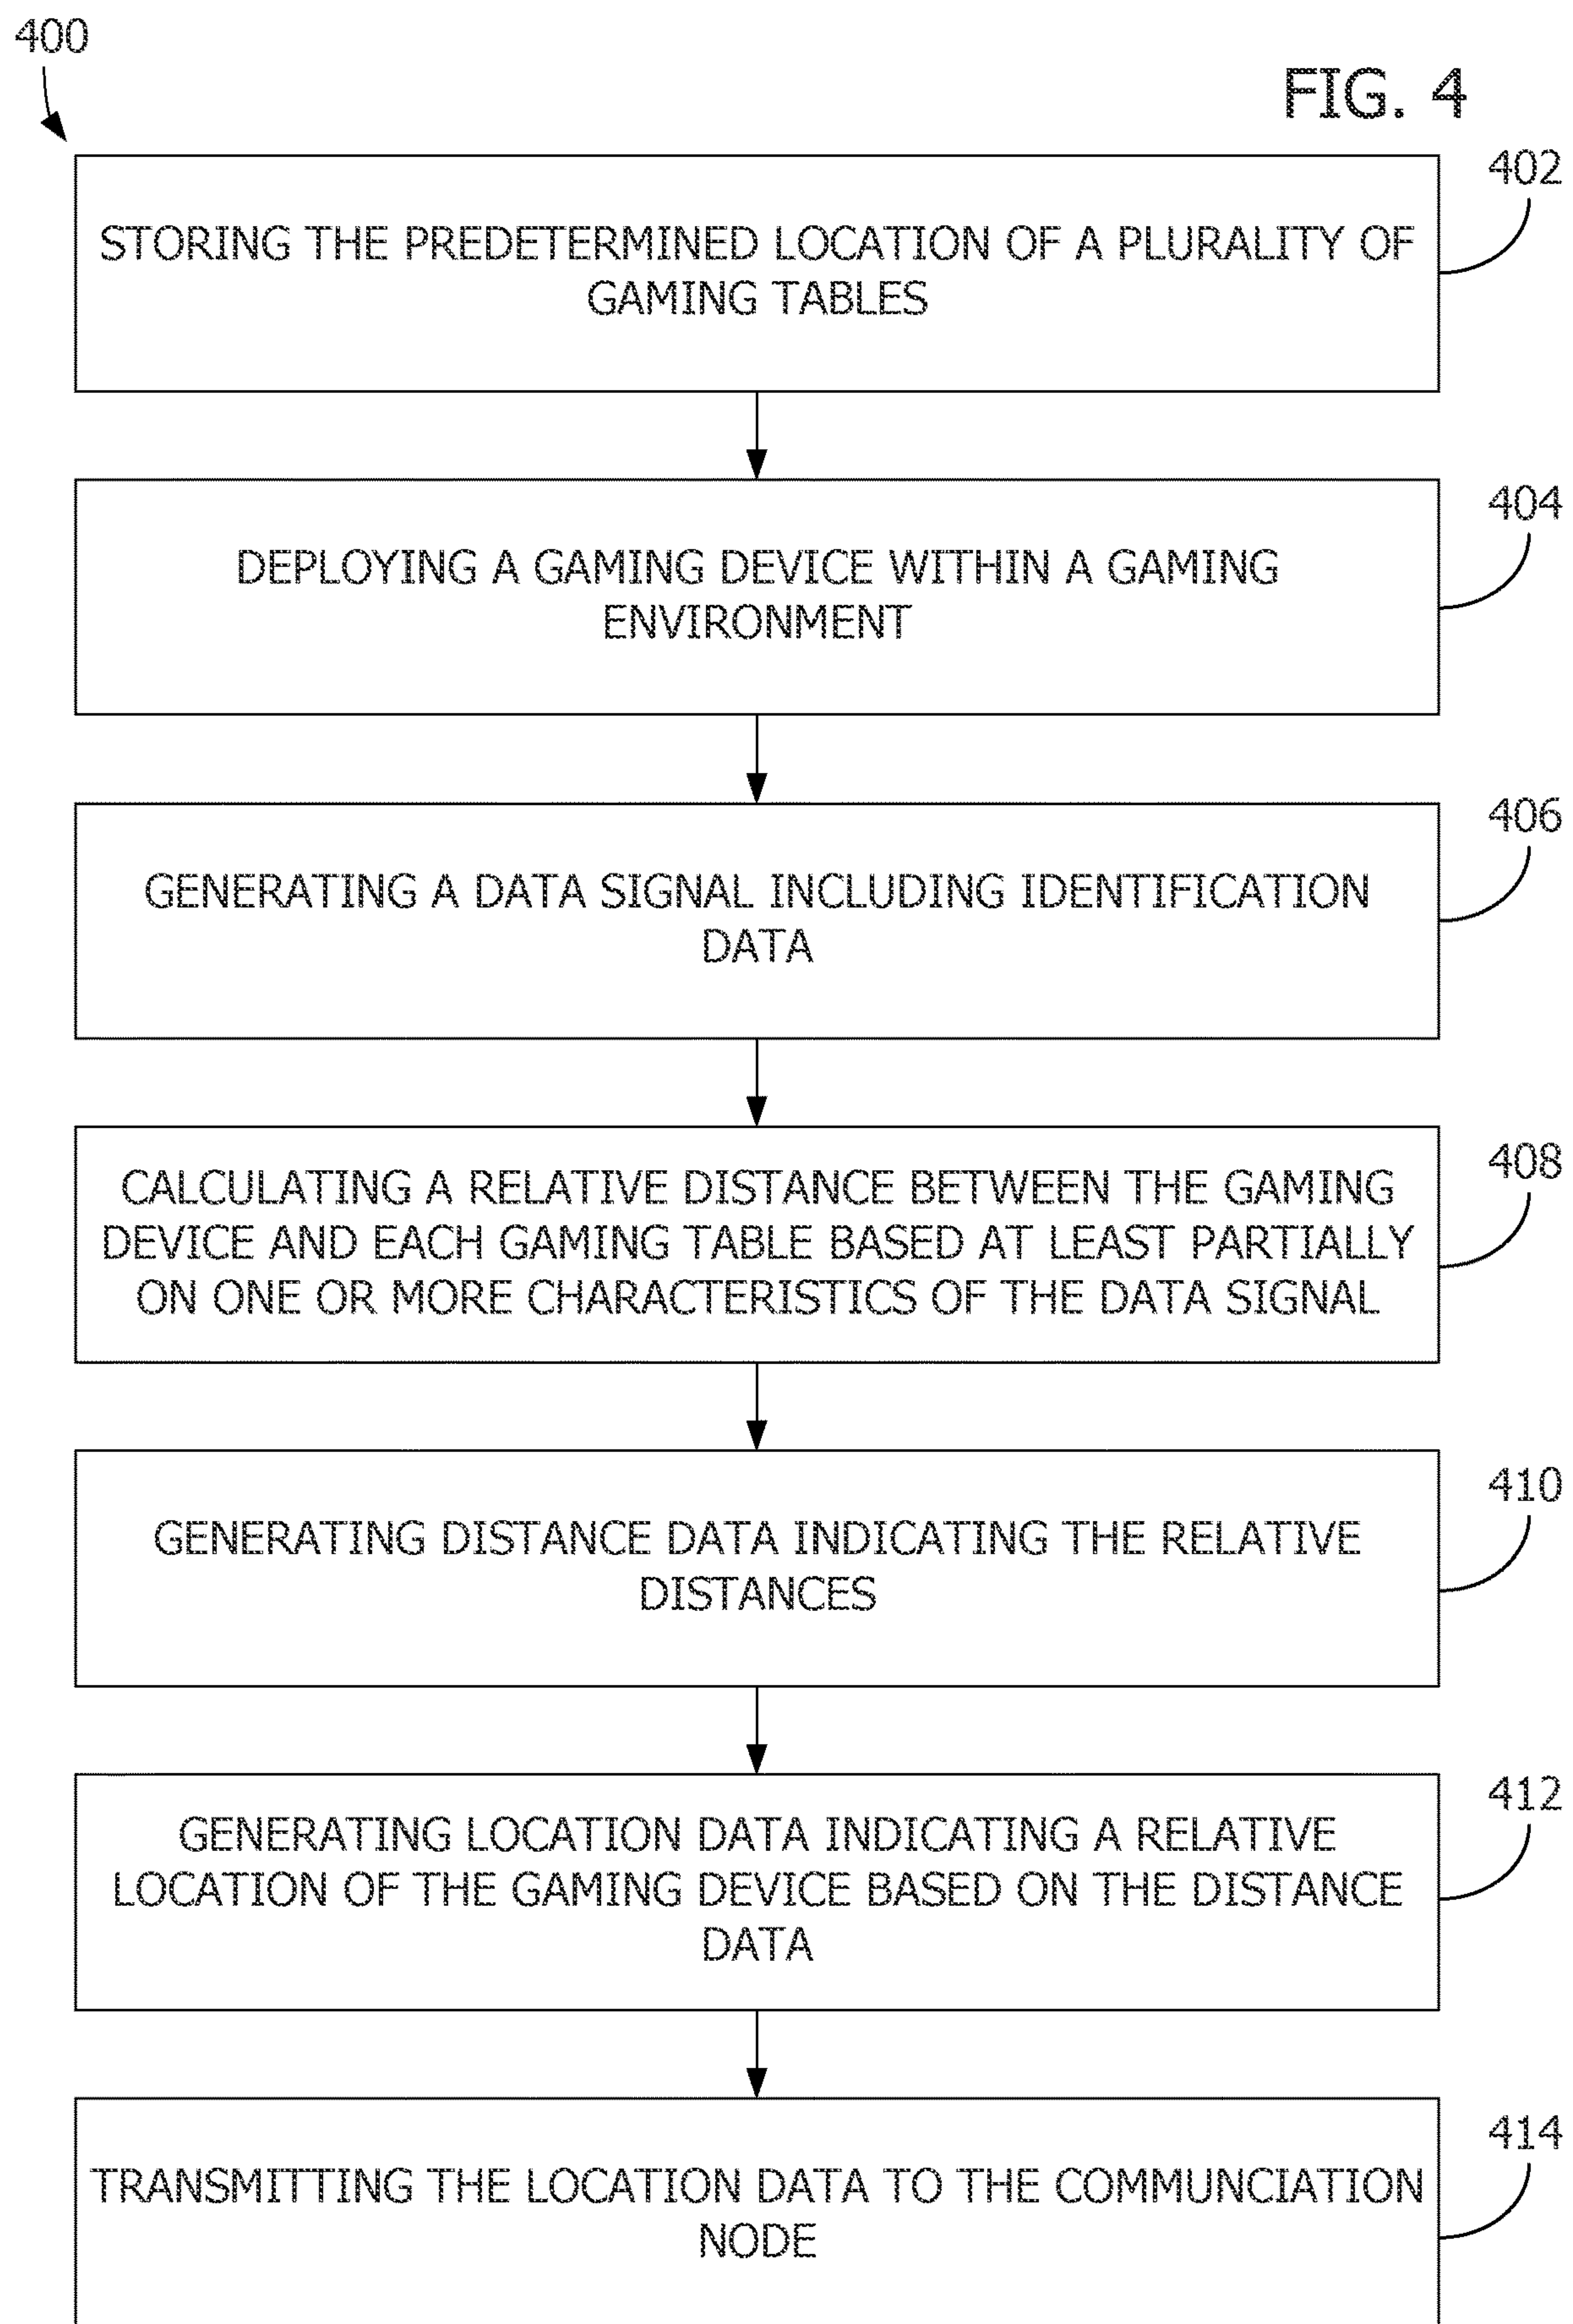 400
FIG. 4
402
STORING THE PREDETERMINED LOCATION OF A PLURALITY OF
GAMING TABLES
404
DEPLOYING A GAMING DEVICE WITHIN A GAMING
ENVIRONMENT
406
GENERATING A DATA SIGNAL INCLUDING IDENTIFICATION
DATA
408
CALCULATING A RELATIVE DISTANCE BETWEEN THE GAMING
DEVICE AND EACH GAMING TABLE BASED AT LEAST PARTIALLY
ON ONE OR MORE CHARACTERISTICS OF THE DATA SIGNAL
410
GENERATING DISTANCE DATA INDICATING THE RELATIVE
DISTANCES
412
GENERATING LOCATION DATA INDICATING A RELATIVE
LOCATION OF THE GAMING DEVICE BASED ON THE DISTANCE
DATA
414
TRANSMITTING THE LOCATION DATA TO THE COMMUNCIATION
NODE